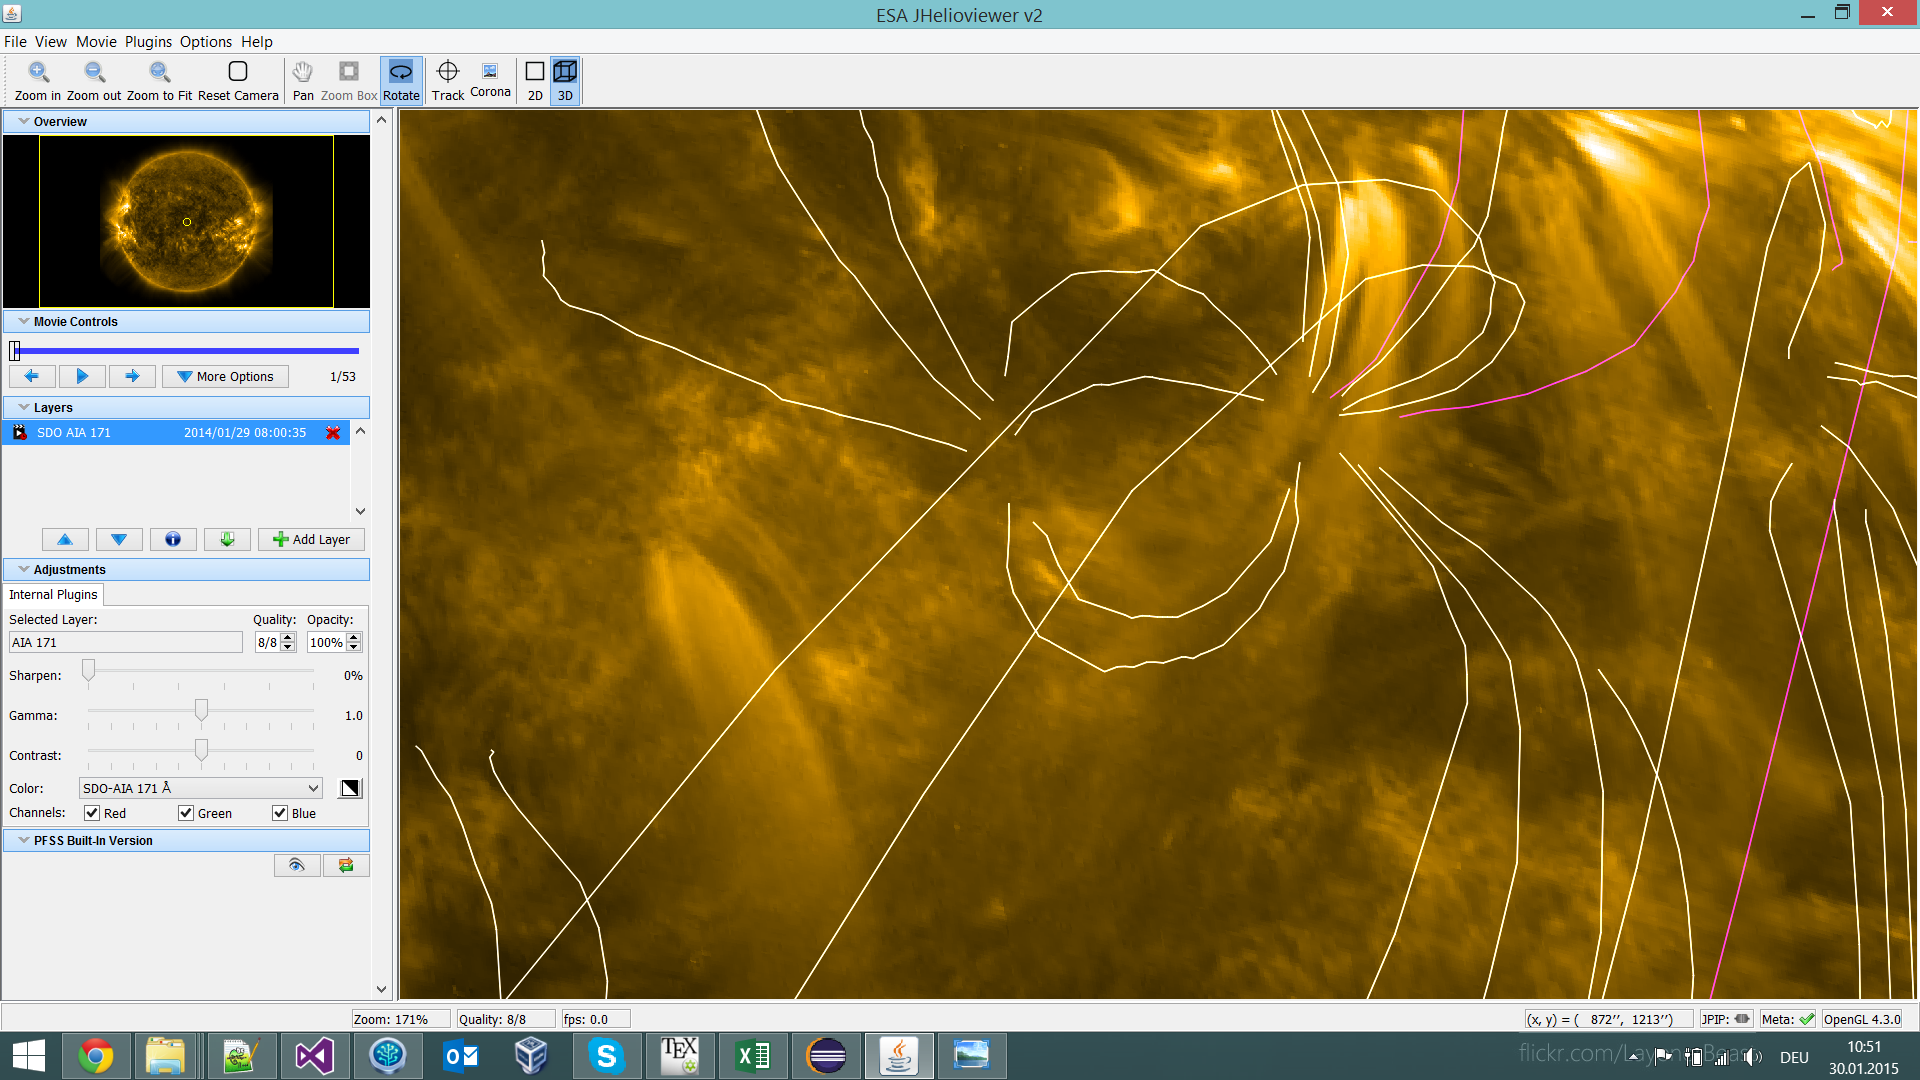 ESA JHelioviewer v2
File View Movie Plugins Options Help
Zoom in Zoom out Zoom to Fit Reset Camera Pan Zoom Box Rotate Track Corona 2D 3D
Overview
Movie Controls
More Options 1/53
Layers
SDO AIA 171 2014/01/29 08:00:35
Add Layer
Adjustments
Internal Plugins
Selected Layer: Quality: Opacity:
AIA 171 8/8 100%
Sharpen: 0%
Gamma: 1.0
Contrast: 0
Color: SDO-AIA 171 Å
Channels: Red Green Blue
PFSS Built-In Version
Zoom: 171% Quality: 8/8 fps: 0.0 (x, y) = ( 872′′, 1213′′) JPIP: Meta: OpenGL 4.3.0
TEX
DEU
10:51
30.01.2015